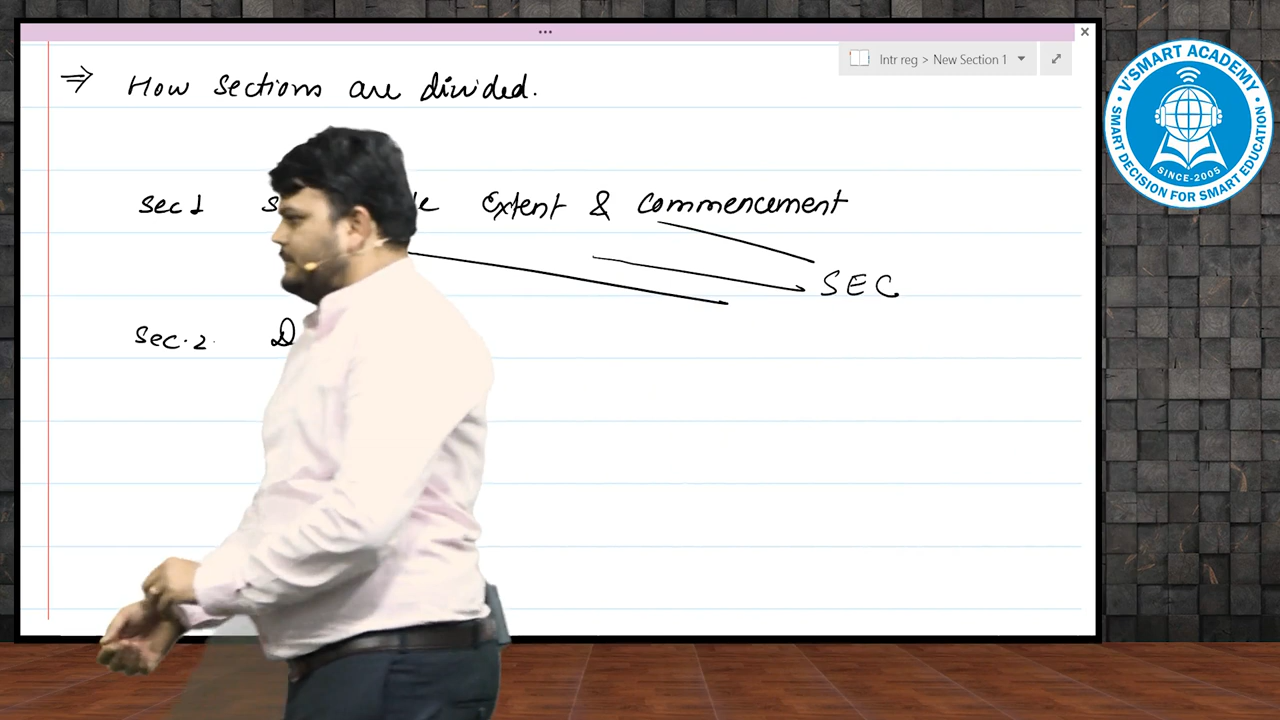 ⇒ How sections are divided.
Intr reg > New Section 1
sec 1 Extent & Commencement
SEC
sec. 2
V'SMART ACADEMY
SMART DECISION FOR SMART EDUCATION
SINCE-2005